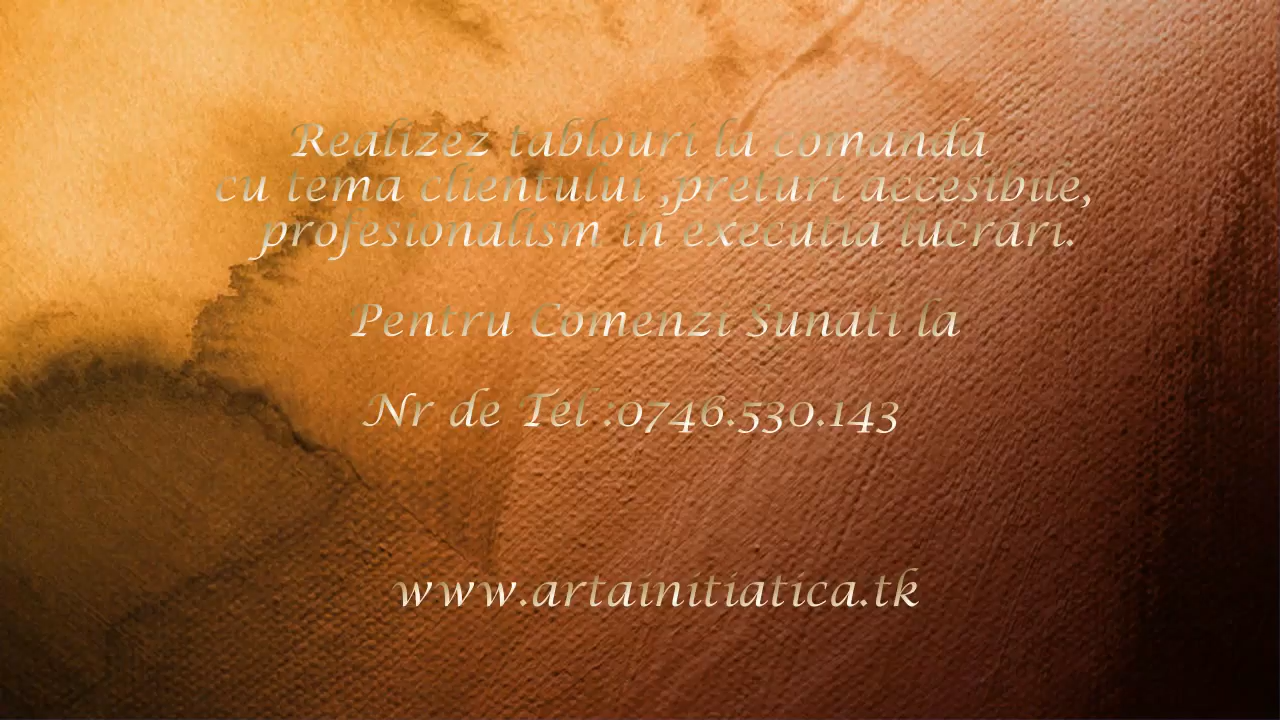 Realizez tablouri la comanda
cu tema clientului ,preturi accesibile,
profesionalism in executia lucrari.
Pentru Comenzi Sunati la
Nr de Tel :0746.530.143
www.artainitiatica.tk